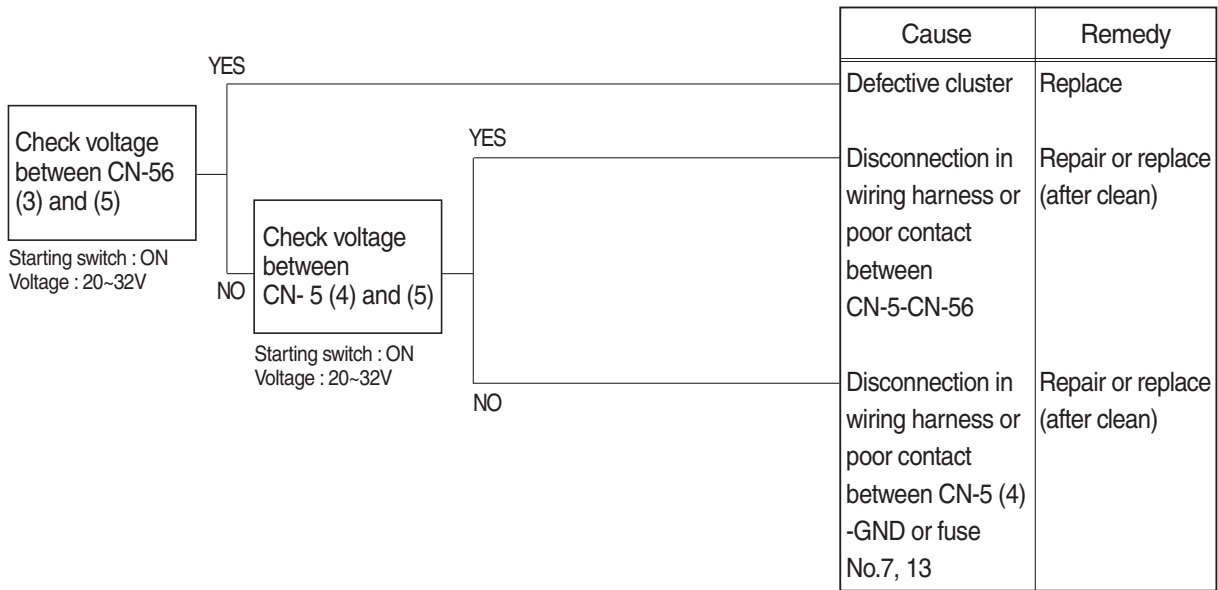 Cause
Remedy
YES
Defective cluster
Replace
Check voltage
between CN-56
(3) and (5)
Starting switch : ON
Voltage : 20~32V
YES
Disconnection in
wiring harness or
poor contact
between
CN-5-CN-56
Repair or replace
(after clean)
NO
Check voltage
between
CN- 5 (4) and (5)
Starting switch : ON
Voltage : 20~32V
NO
Disconnection in
wiring harness or
poor contact
between CN-5 (4)
-GND or fuse
No.7, 13
Repair or replace
(after clean)